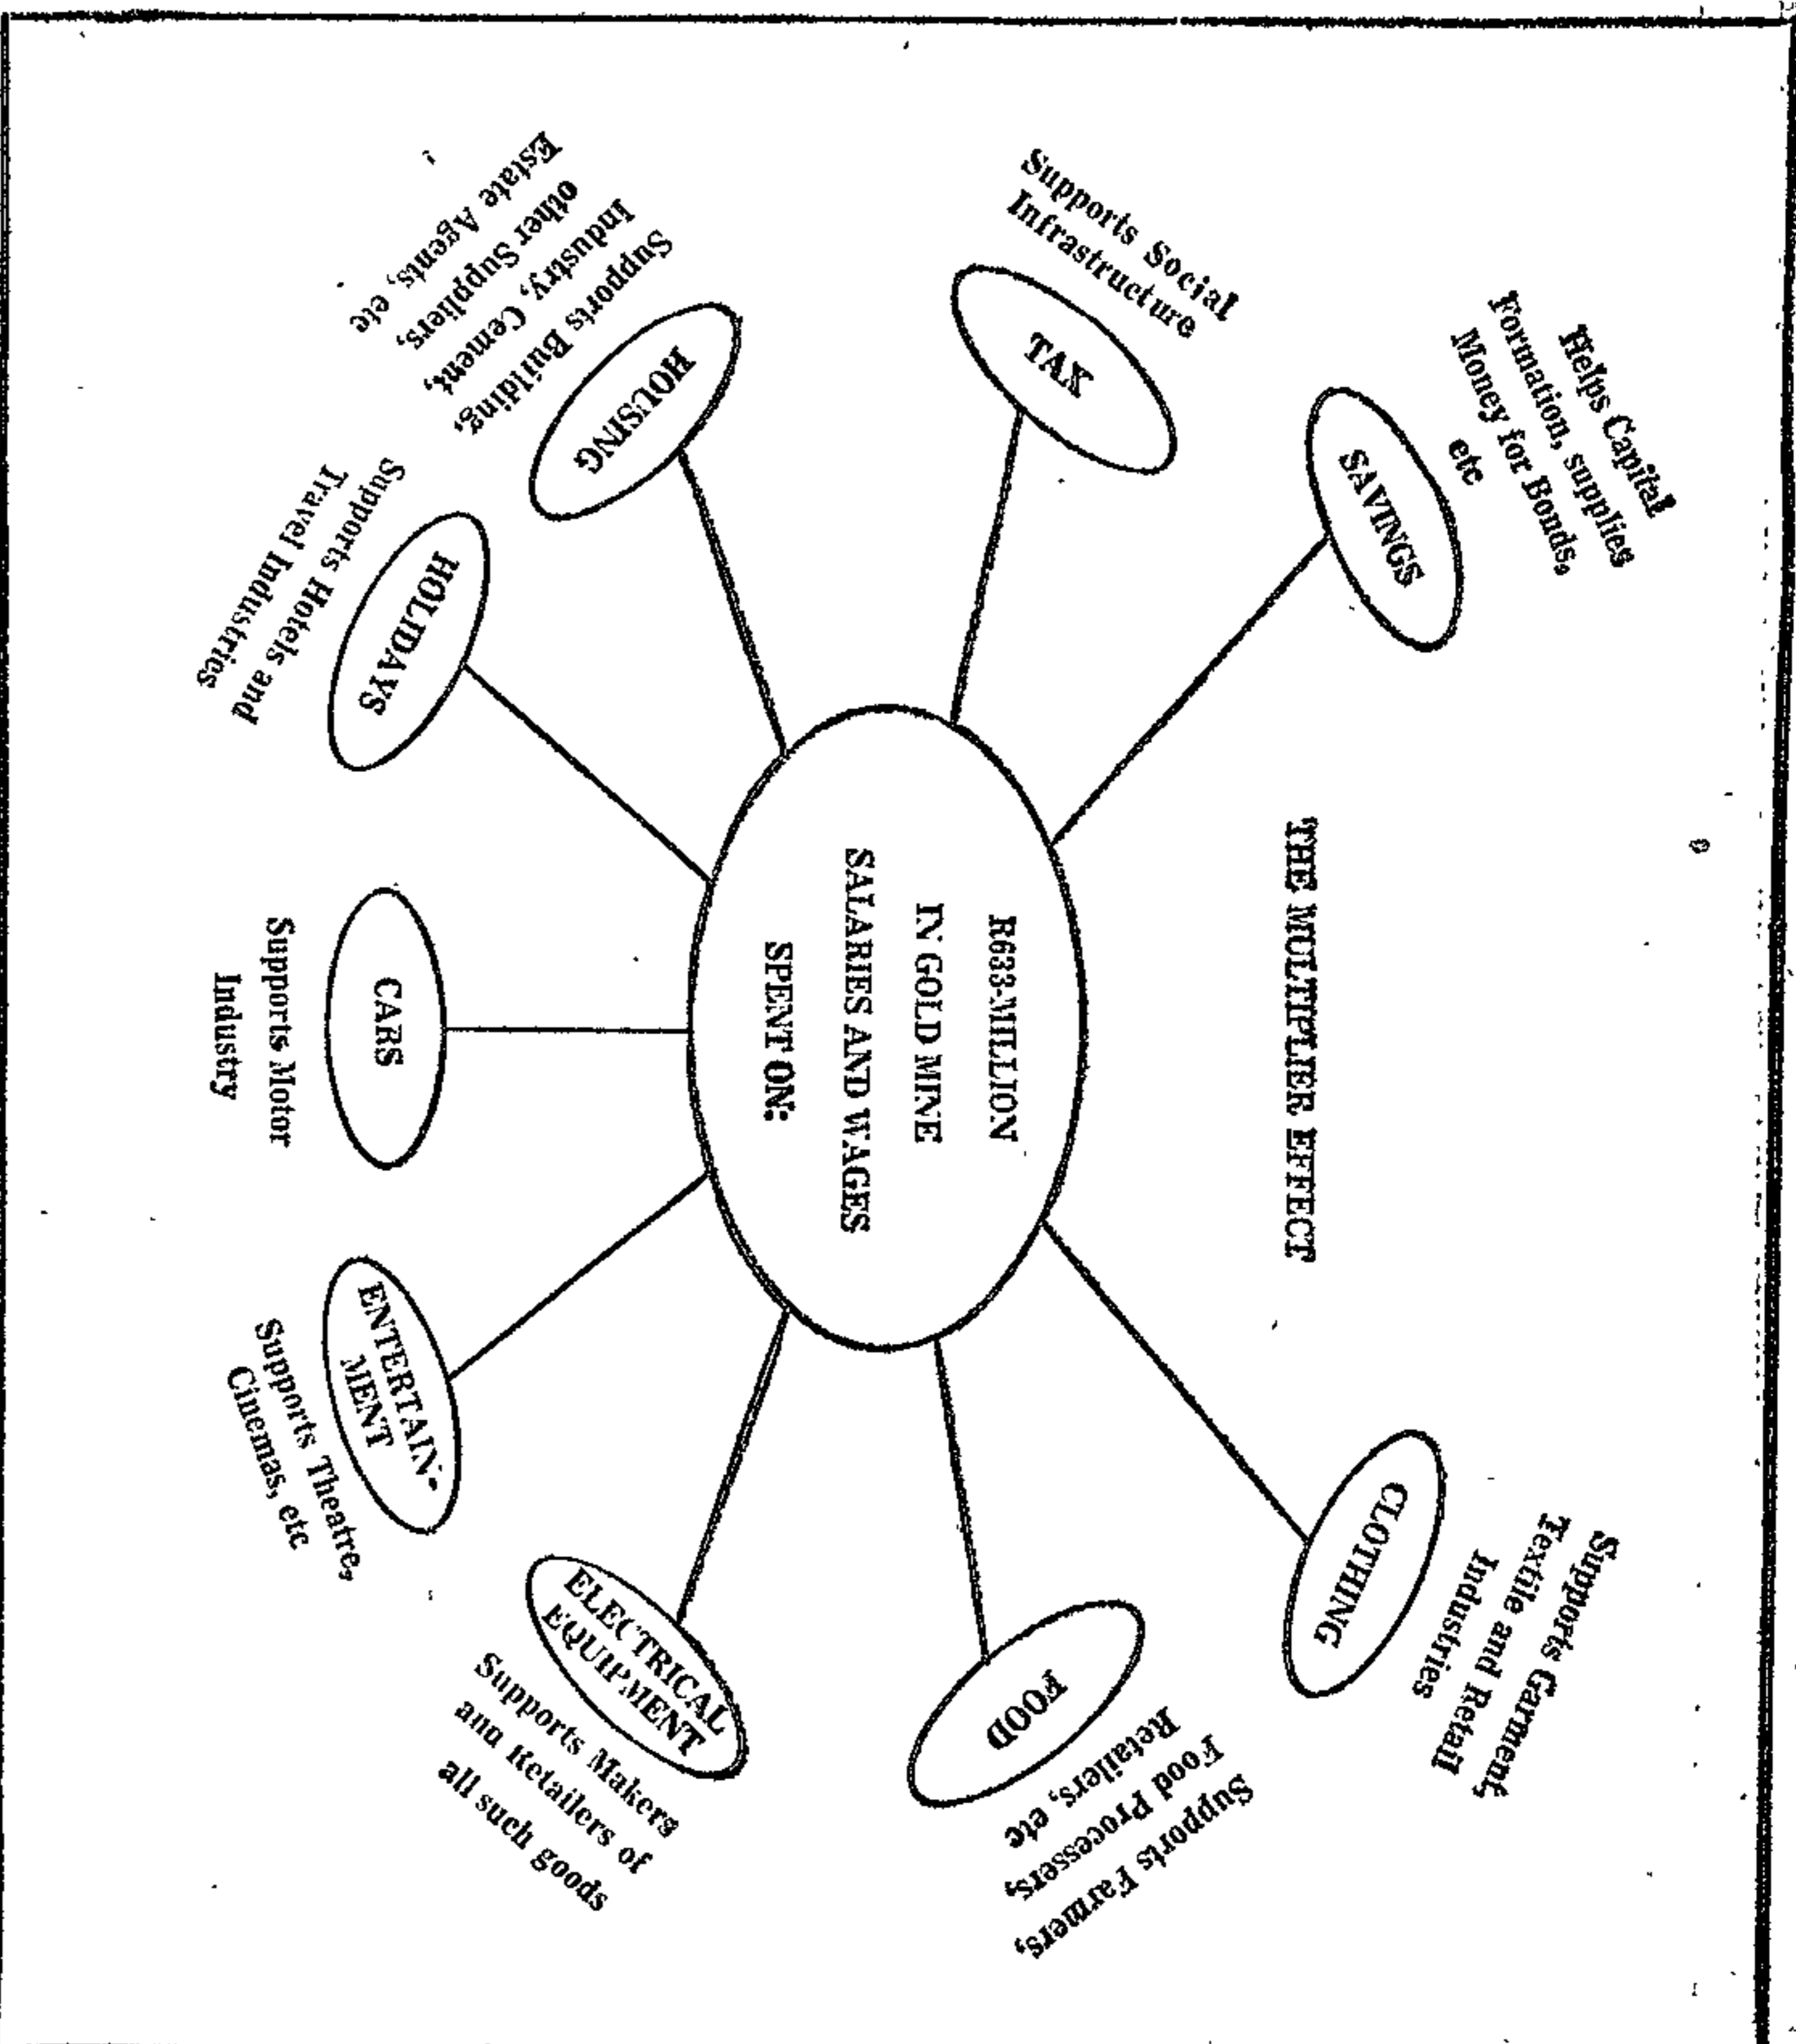 THE MULTIPLIER EFFECT
R633-MILLION
IN GOLD MINE
SALARIES AND WAGES
SPENT ON:
Helps Capital
Formation, supplies
Money for Bonds,
etc
SAVINGS
Supports Social
Infrastructure
TAX
HOUSING
Supports Building,
Industry, Cement,
other Suppliers,
Estate Agents, etc
HOLIDAYS
Supports Hotels and
Travel Industries
CARS
Supports Motor
Industry
ENTERTAIN-
MENT
Supports Theatre,
Cinemas, etc
ELECTRICAL
EQUIPMENT
Supports Makers
and Retailers of
all such goods
FOOD
Supports Farmers,
Food Processers,
Retailers, etc
Supports Garment,
Textile and Retail
Industries
CLOTHING